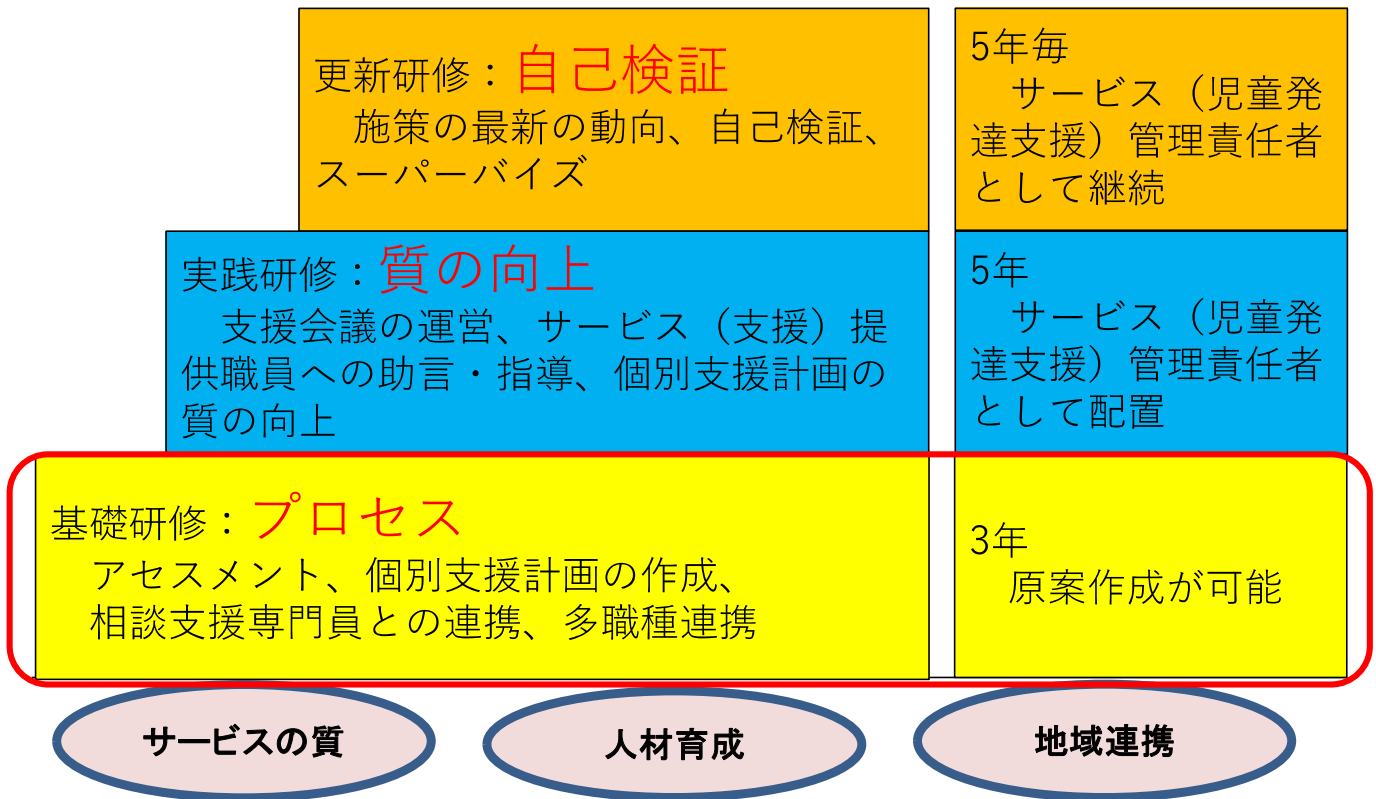 更新研修：自己検証
施策の最新の動向、自己検証、
スーパーバイズ
5年毎
サービス（児童発
達支援）管理責任者
として継続
実践研修：質の向上
支援会議の運営、サービス（支援）提
供職員への助言・指導、個別支援計画の
質の向上
5年
サービス（児童発
達支援）管理責任者
として配置
基礎研修：プロセス
アセスメント、個別支援計画の作成、
相談支援専門員との連携、多職種連携
3年
原案作成が可能
サービスの質
人材育成
地域連携